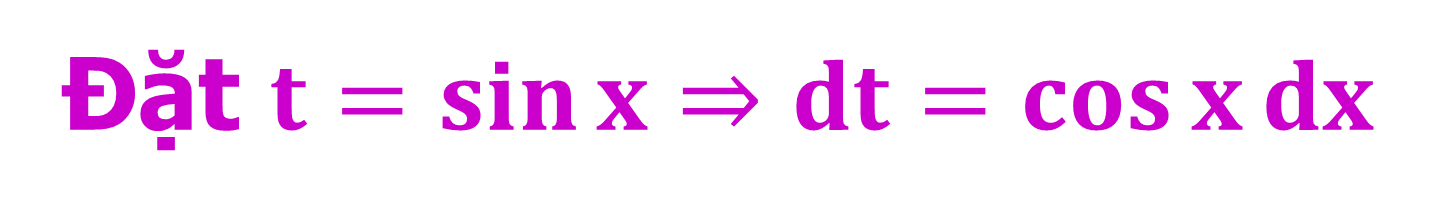 Đặt t = sin x ⇒ dt = cos x dx